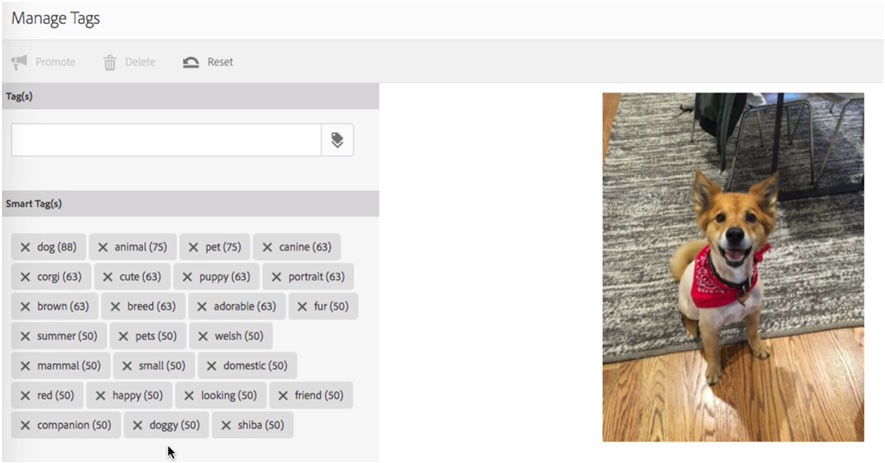 Manage Tags
Promote Delete Reset
Tag(s)
Smart Tag(s)
dog (88) animal (75) pet (75) canine (63)
corgi (63) cute (63) puppy (63) portrait (63)
brown (63) breed (63) adorable (63) fur (50)
summer (50) pets (50) welsh (50)
mammal (50) small (50) domestic (50)
red (50) happy (50) looking (50) friend (50)
companion (50) doggy (50) shiba (50)